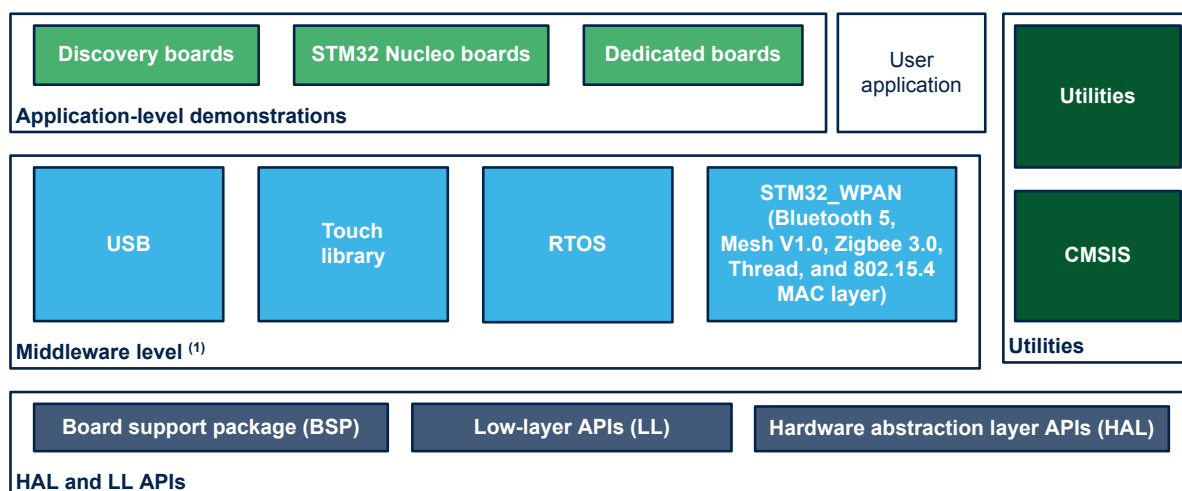 Discovery boards
STM32 Nucleo boards
Dedicated boards
Application-level demonstrations
User
application
Utilities
CMSIS
Utilities
USB
Touch
library
RTOS
STM32_WPAN
(Bluetooth 5,
Mesh V1.0, Zigbee 3.0,
Thread, and 802.15.4
MAC layer)
Middleware level (1)
Board support package (BSP)
Low-layer APIs (LL)
Hardware abstraction layer APIs (HAL)
HAL and LL APIs